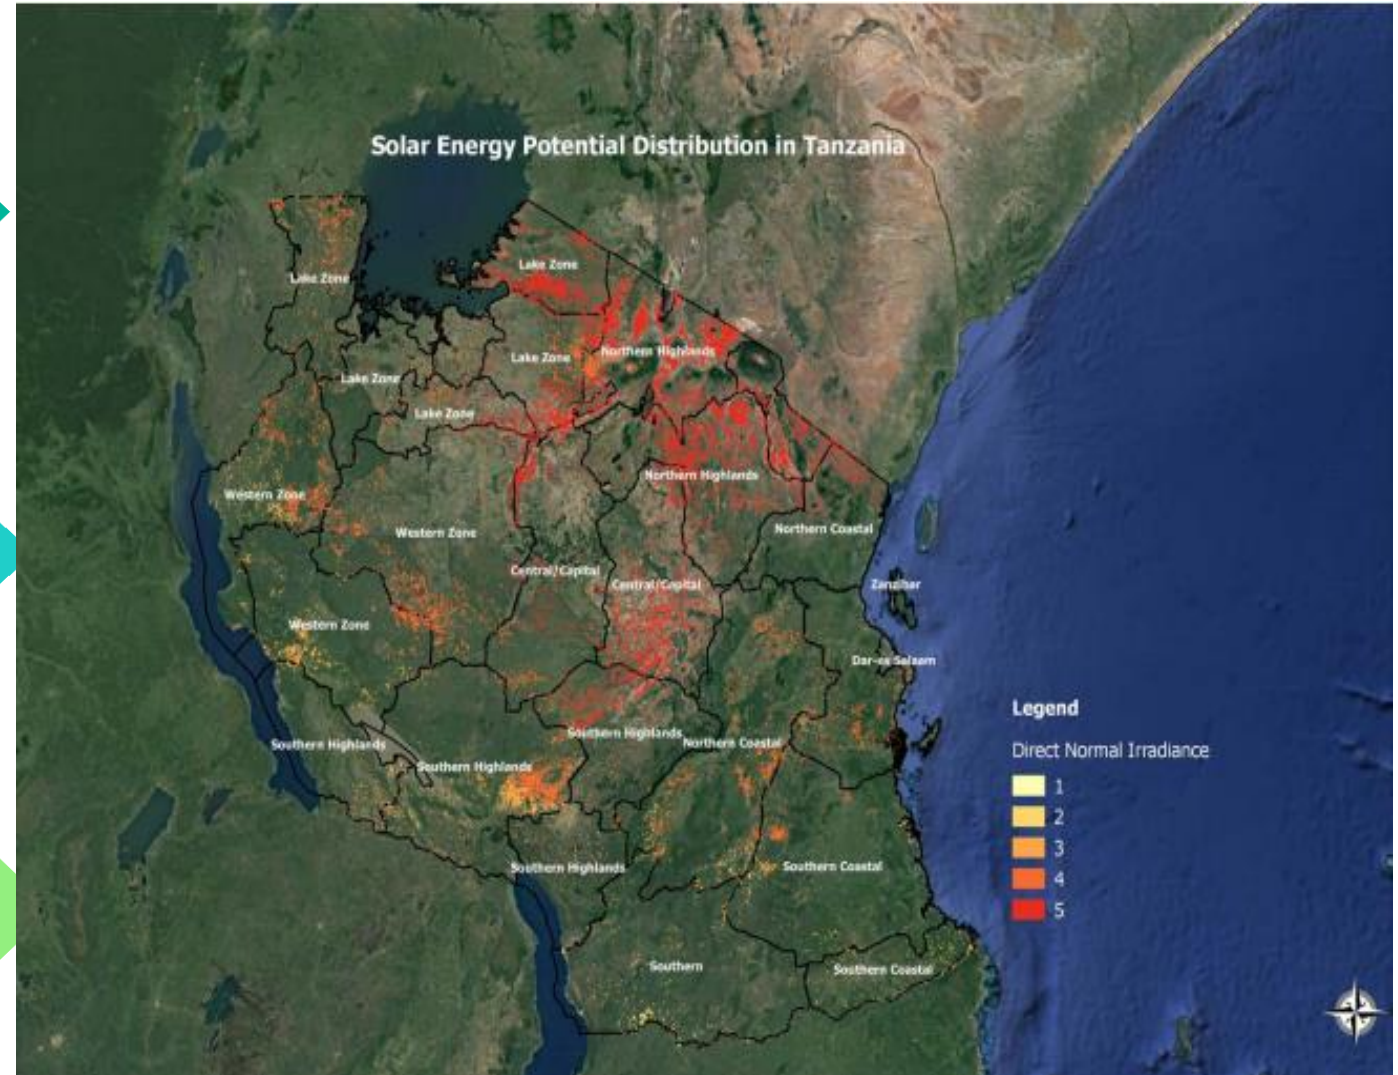 Solar Energy Potential Distribution in Tanzania
Lake Zone
Lake Zone
Northern Highlands
Lake Zone
Lake Zone
Lake Zone
Northern Highlands
Western Zone
Northern Coastal
Western Zone
Central/Capital
Central/Capital
Zanzibar
Western Zone
Dar-es Salaam
Southern Highlands
Northern Coastal
Southern Highlands
Southern Highlands
Southern Highlands
Southern Coastal
Southern
Southern Coastal
Legend
Direct Normal Irradiance
1
2
3
4
5